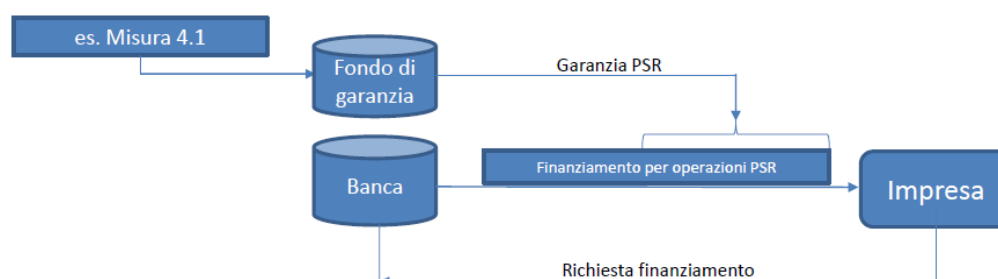 es. Misura 4.1
Fondo di
garanzia
Garanzia PSR
Banca
Finanziamento per operazioni PSR
Impresa
Richiesta finanziamento